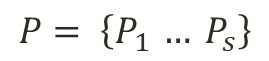 P = {P₁ … Pₛ}